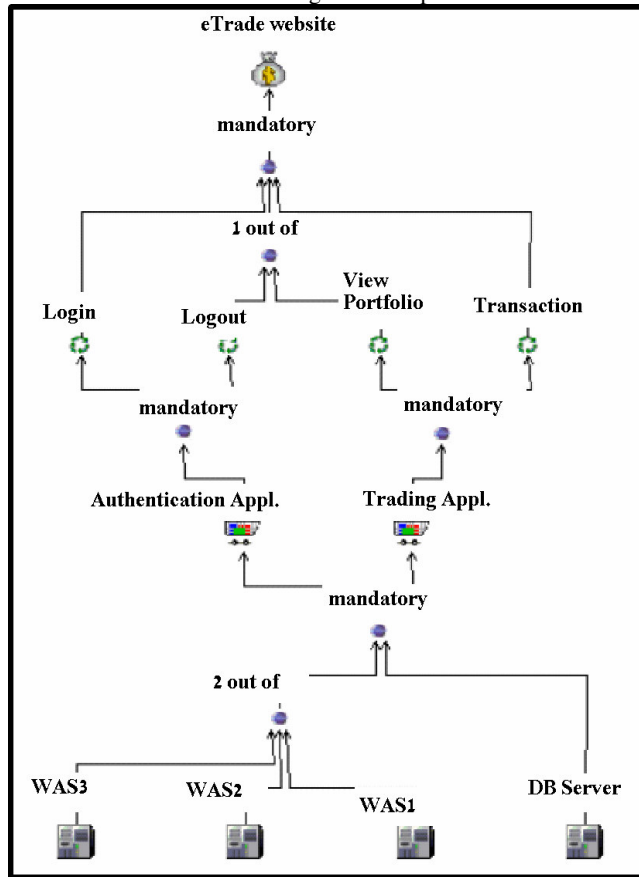 eTrade website
mandatory
1 out of
View
Portfolio
Login
Logout
Transaction
mandatory
mandatory
Authentication Appl.
Trading Appl.
mandatory
2 out of
WAS3
WAS2
WAS1
DB Server